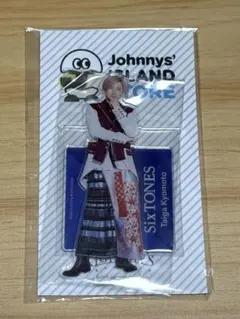 Johnnys'
ISLAND
STORE
SixTONES
Taiga Kyomoto